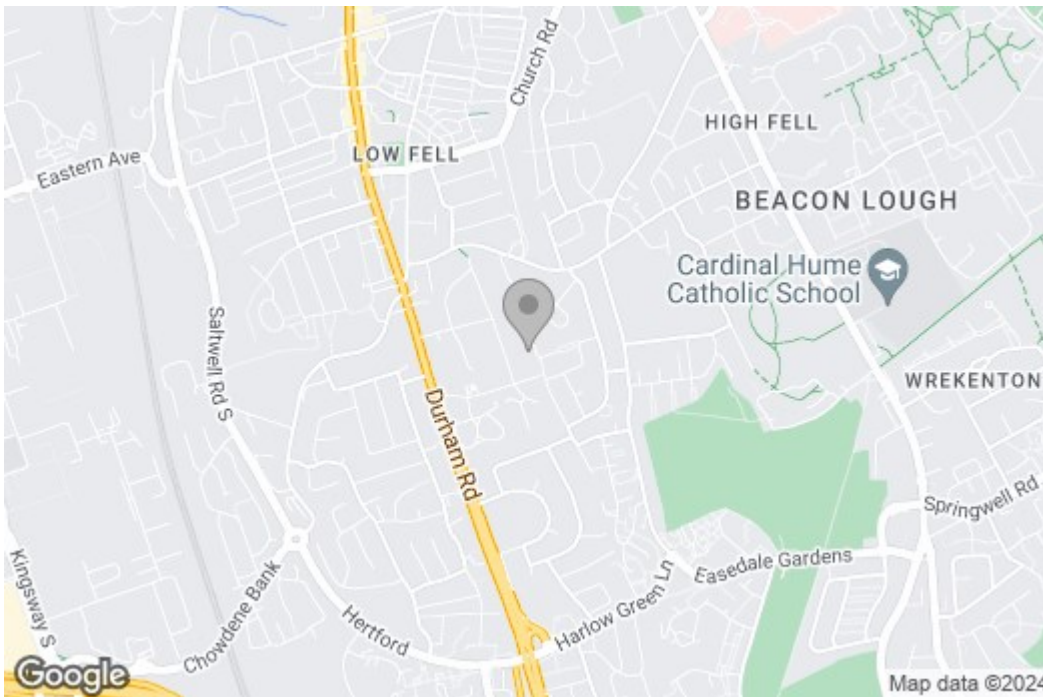 Church Rd
HIGH FELL
LOW FELL
Eastern Ave
BEACON LOUGH
Cardinal Hume
Catholic School
Saltwell Rd S
Durham Rd
WREKENTON
Springwell Rd
Easedale Gardens
Harlow Green Ln
Kingsway S
Chowdene Bank
Hertford
Google
Map data ©2024